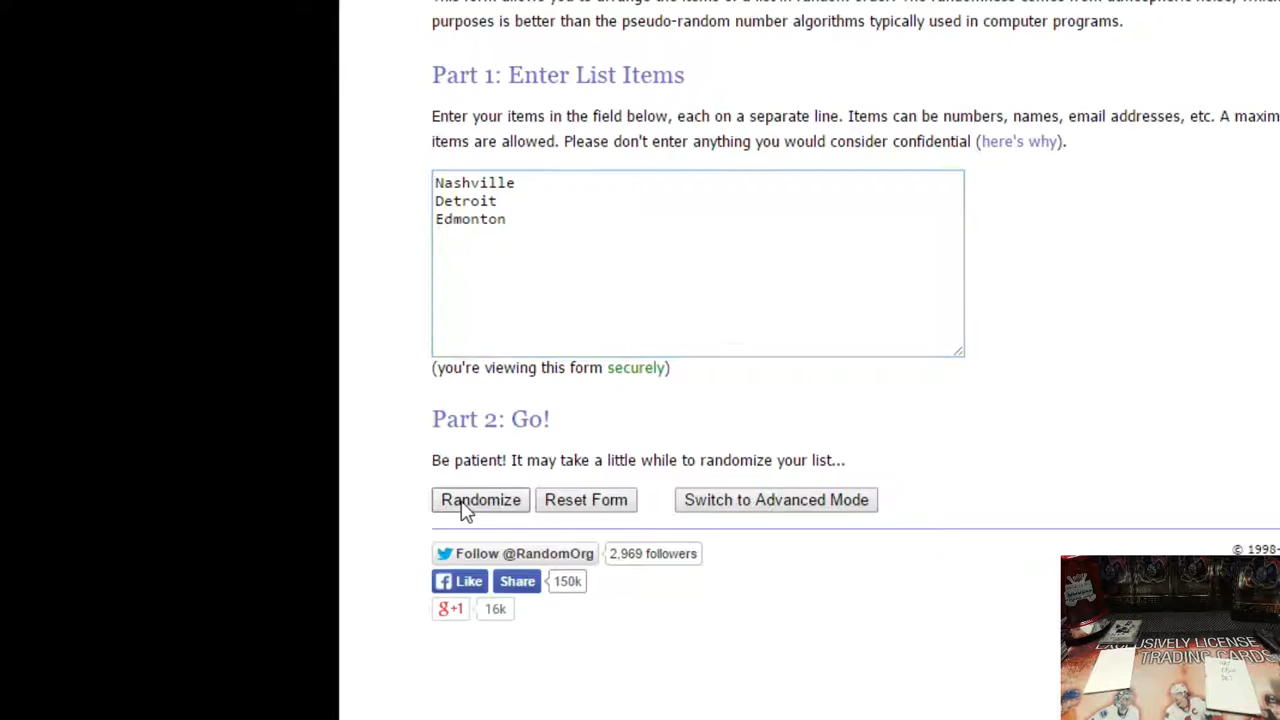 purposes is better than the pseudo-random number algorithms typically used in computer programs.
Part 1: Enter List Items
Enter your items in the field below, each on a separate line. Items can be numbers, names, email addresses, etc. A maxim
items are allowed. Please don't enter anything you would consider confidential (here's why).
Nashville
Detroit
Edmonton
(you're viewing this form securely)
Part 2: Go!
Be patient! It may take a little while to randomize your list...
Randomize Reset Form Switch to Advanced Mode
© 1998-
Follow @RandomOrg 2,969 followers
Like Share 150k
g+1 16k
EXCLUSIVELY LICENSE
TRADING CARDS